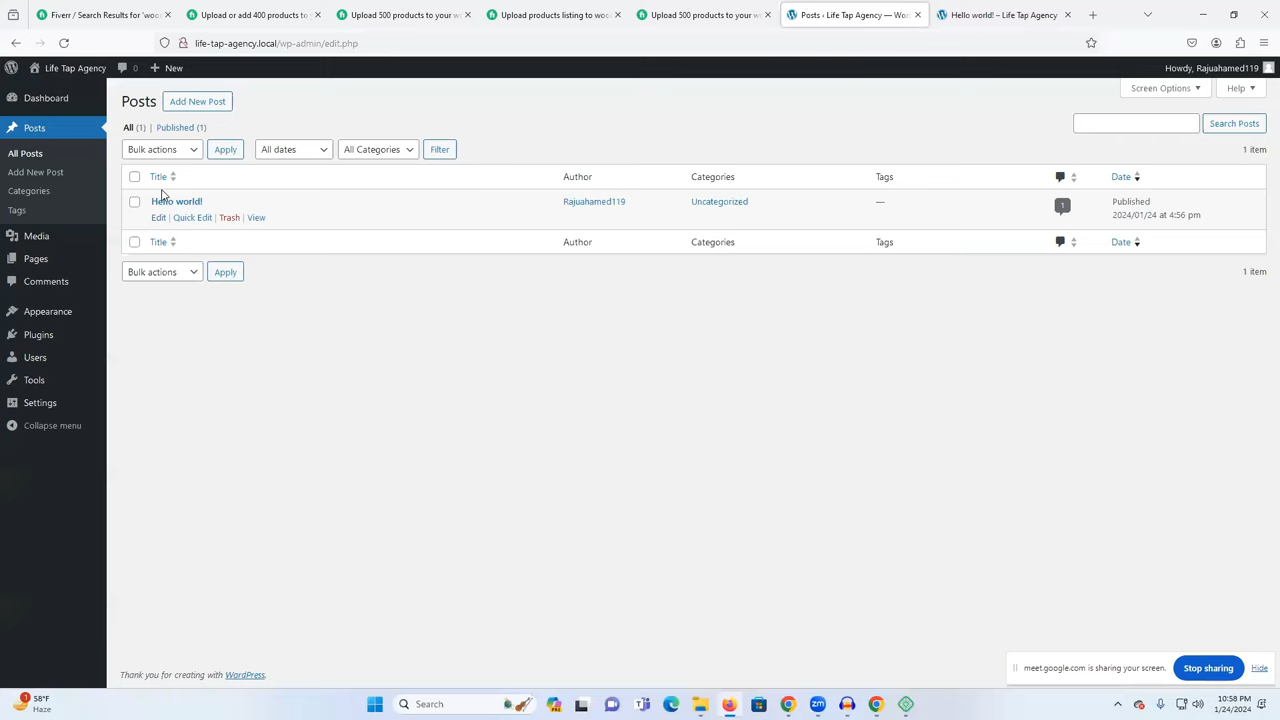 Fiverr / Search Results for 'woo
Upload or add 400 products to y
Upload 500 products to your w
Upload products listing to woo
Upload 500 products to your w
Posts ‹ Life Tap Agency — Wor
Hello world! – Life Tap Agency
life-tap-agency.local/wp-admin/edit.php
Life Tap Agency 0 New
Howdy, Rajuahamed119
Dashboard
Posts
All Posts
Add New Post
Categories
Tags
Media
Pages
Comments
Appearance
Plugins
Users
Tools
Settings
Collapse menu
Screen Options Help
Posts Add New Post
All (1) | Published (1)
Search Posts
Bulk actions Apply All dates All Categories Filter 1 item
Title Author Categories Tags Date
Hello world! Rajuahamed119 Uncategorized — 1 Published
Edit | Quick Edit | Trash | View 2024/01/24 at 4:56 pm
Title Author Categories Tags Date
Bulk actions Apply 1 item
Thank you for creating with WordPress.
meet.google.com is sharing your screen. Stop sharing Hide
1 58°F
Haze
Search
10:58 PM
1/24/2024